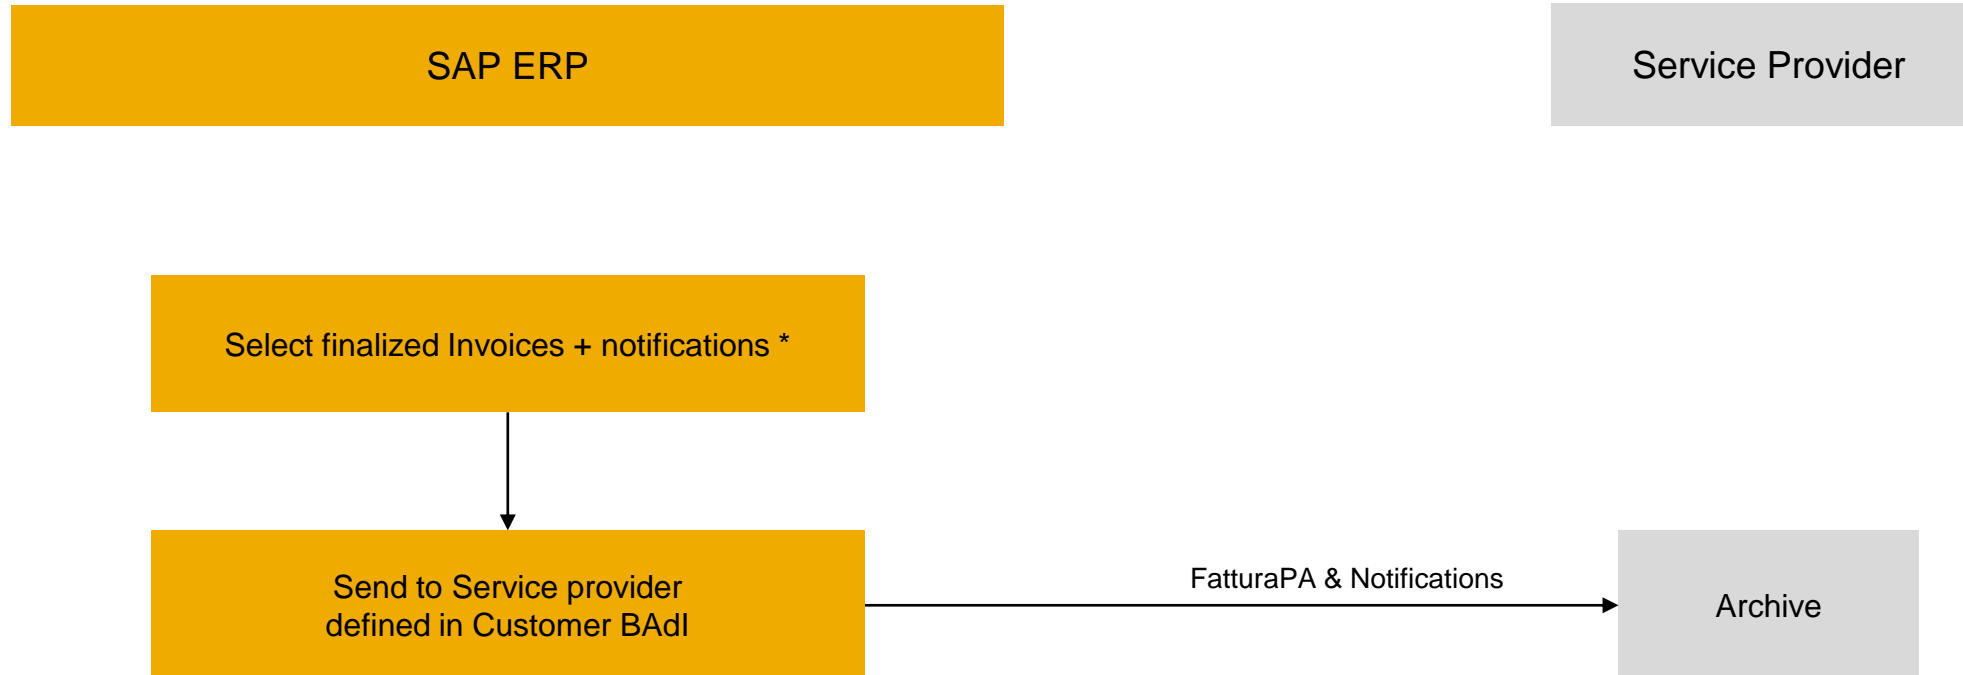 SAP ERP
Service Provider
Select finalized Invoices + notifications *
Send to Service provider
defined in Customer BAdI
FatturaPA & Notifications
Archive